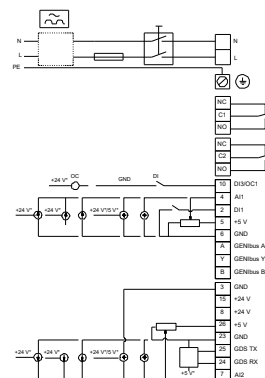 N
N
L
L
PE
NC
C1
NO
NC
C2
NO
+24 V* OC GND DI 10 DI3/OC1
4 AI1
+24 V* +24 V* +24 V*/5 V* 2 DI1
5 +5 V
6 GND
A GENIbus A
Y GENIbus Y
B GENIbus B
3 GND
15 +24 V
8 +24 V
26 +5 V
23 GND
+24 V* +24 V* +24 V*/5 V* 25 GDS TX
24 GDS RX
+5 V* 7 AI2